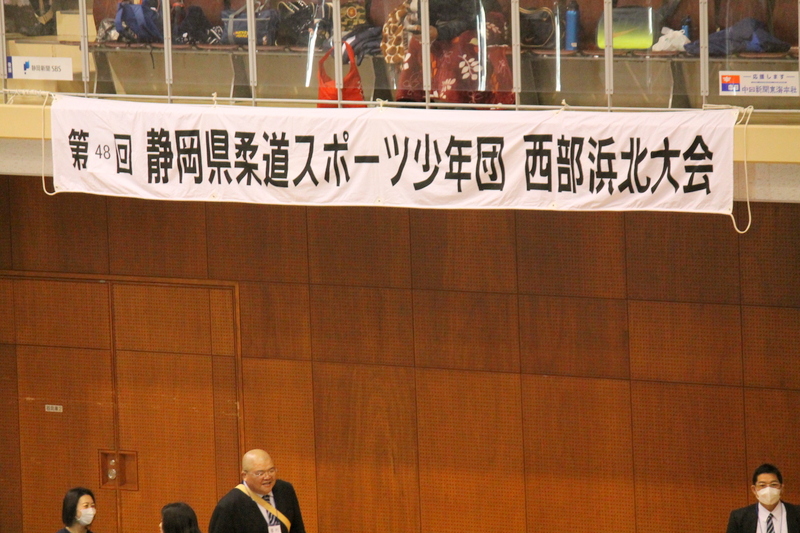 静岡新聞SBS
応援します
中日新聞東海本社
第48回 静岡県柔道スポーツ少年団 西部浜北大会